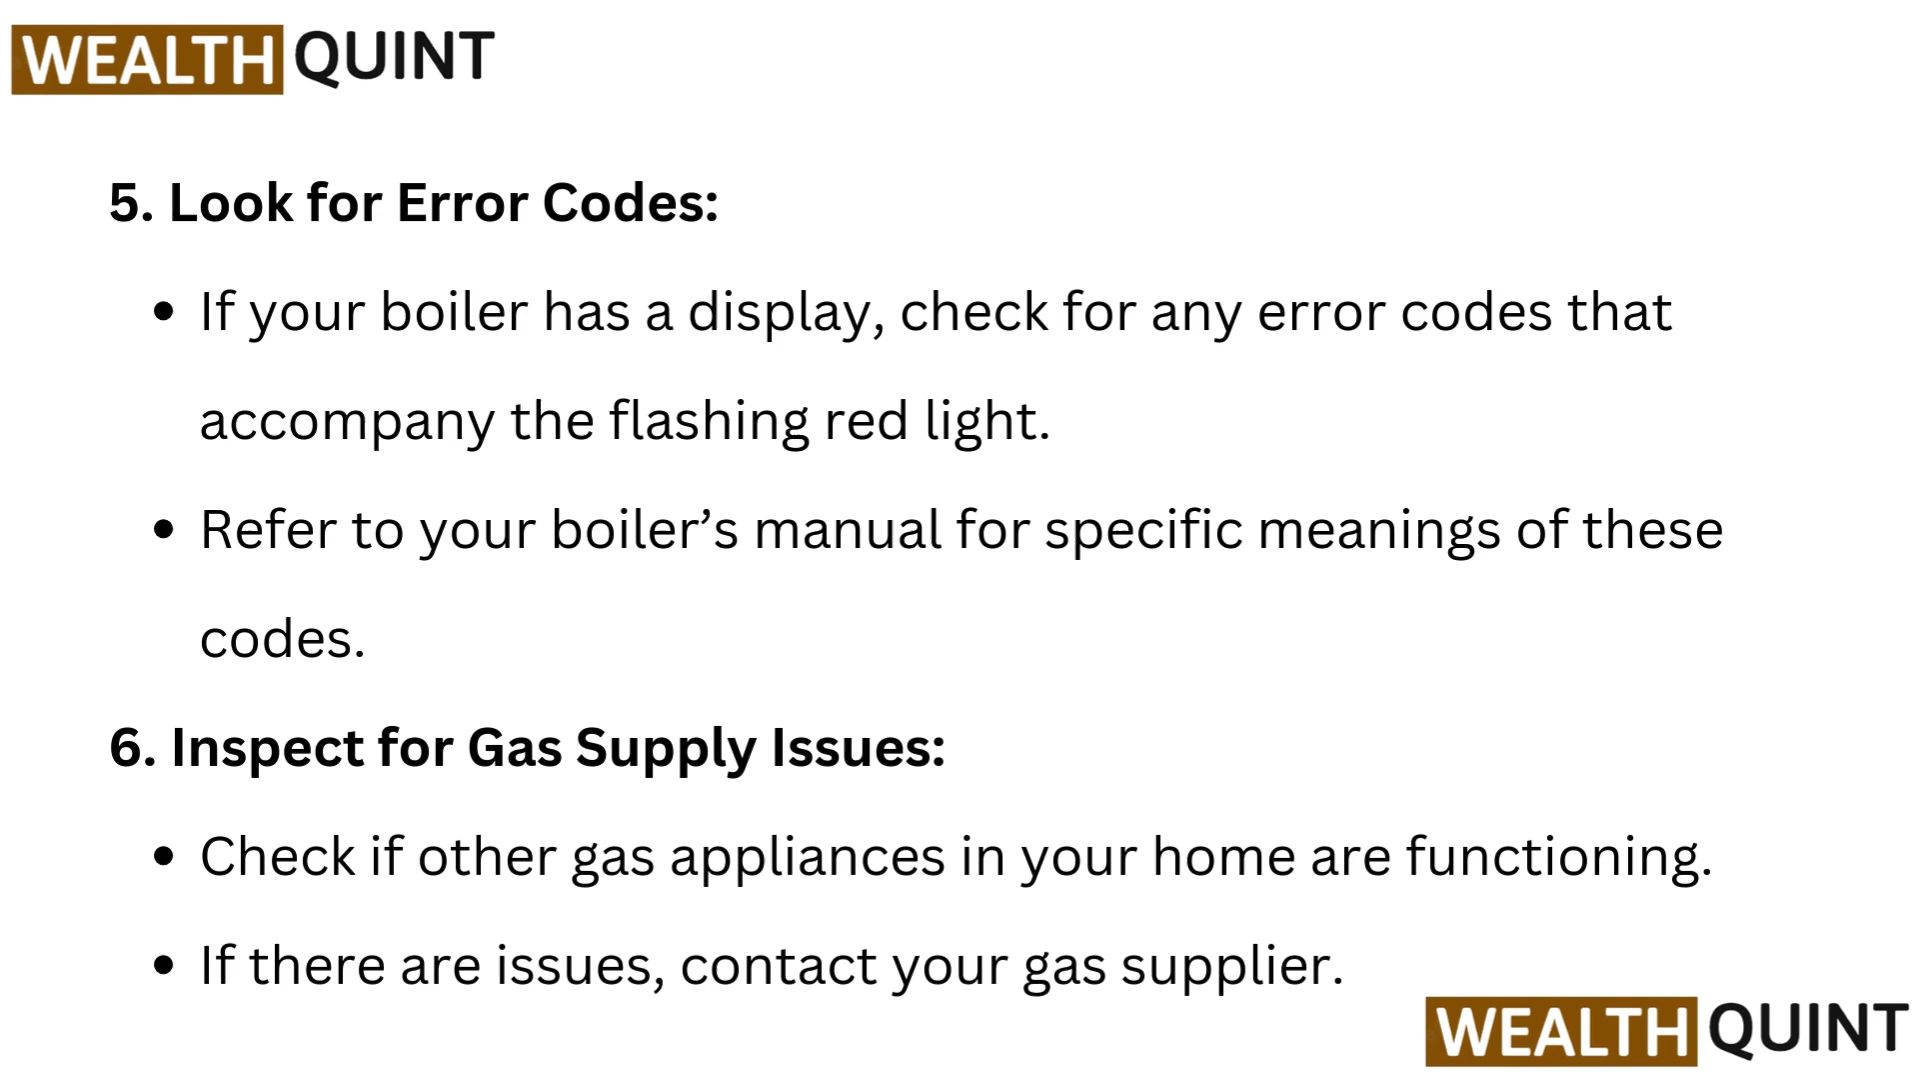 WEALTH QUINT
5. Look for Error Codes:
• If your boiler has a display, check for any error codes that
accompany the flashing red light.
• Refer to your boiler’s manual for specific meanings of these
codes.
6. Inspect for Gas Supply Issues:
• Check if other gas appliances in your home are functioning.
• If there are issues, contact your gas supplier.
WEALTH QUINT